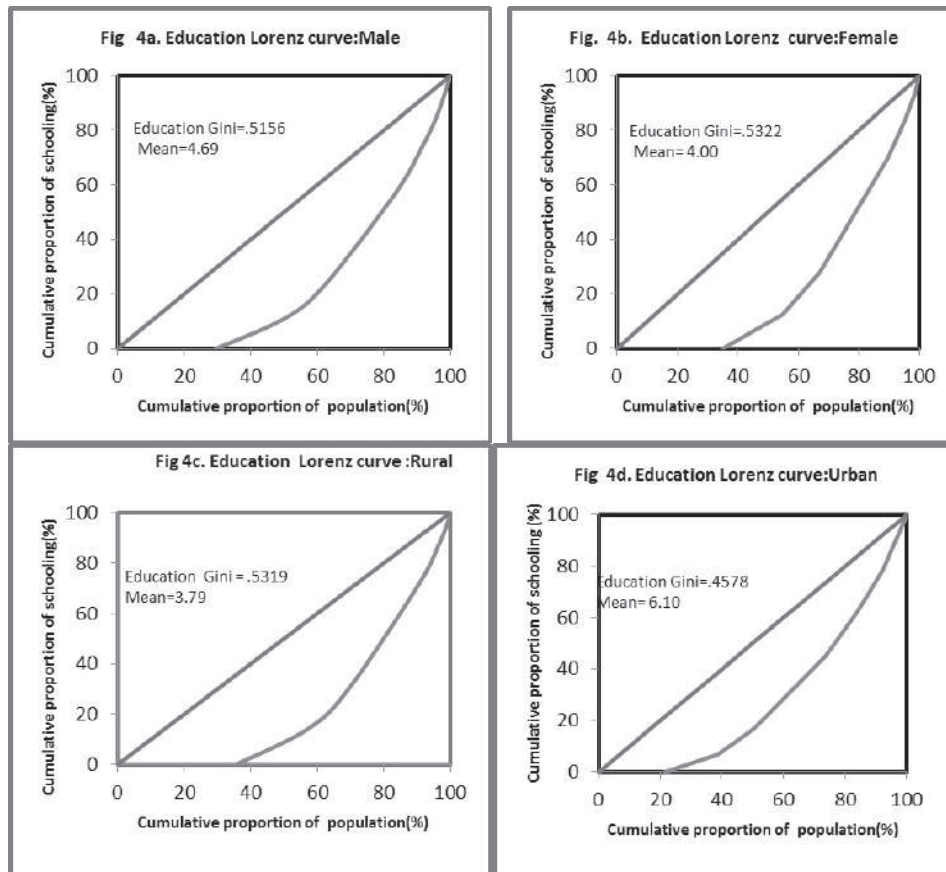 Fig 4a. Education Lorenz curve:Male
Cumulative proportion of schooling(%)
100
80
60
40
20
0
Education Gini=.5156
Mean=4.69
0 20 40 60 80 100
Cumulative proportion of population(%)
Fig. 4b. Education Lorenz curve:Female
Cumulative proportion of schooling(%)
100
80
60
40
20
0
Education Gini=.5322
Mean= 4.00
0 20 40 60 80 100
Cumulative proportion of population(%)
Fig 4c. Education Lorenz curve :Rural
Cumulative proportion of schooling(%)
100
80
60
40
20
0
Education Gini = .5319
Mean=3.79
0 20 40 60 80 100
Cumulative proportion of population(%)
Fig 4d. Education Lorenz curve:Urban
Cumulative proportion of schooling (%)
100
80
60
40
20
0
Education Gini=.4578
Mean= 6.10
0 20 40 60 80 100
Cumulative proportion of population(%)